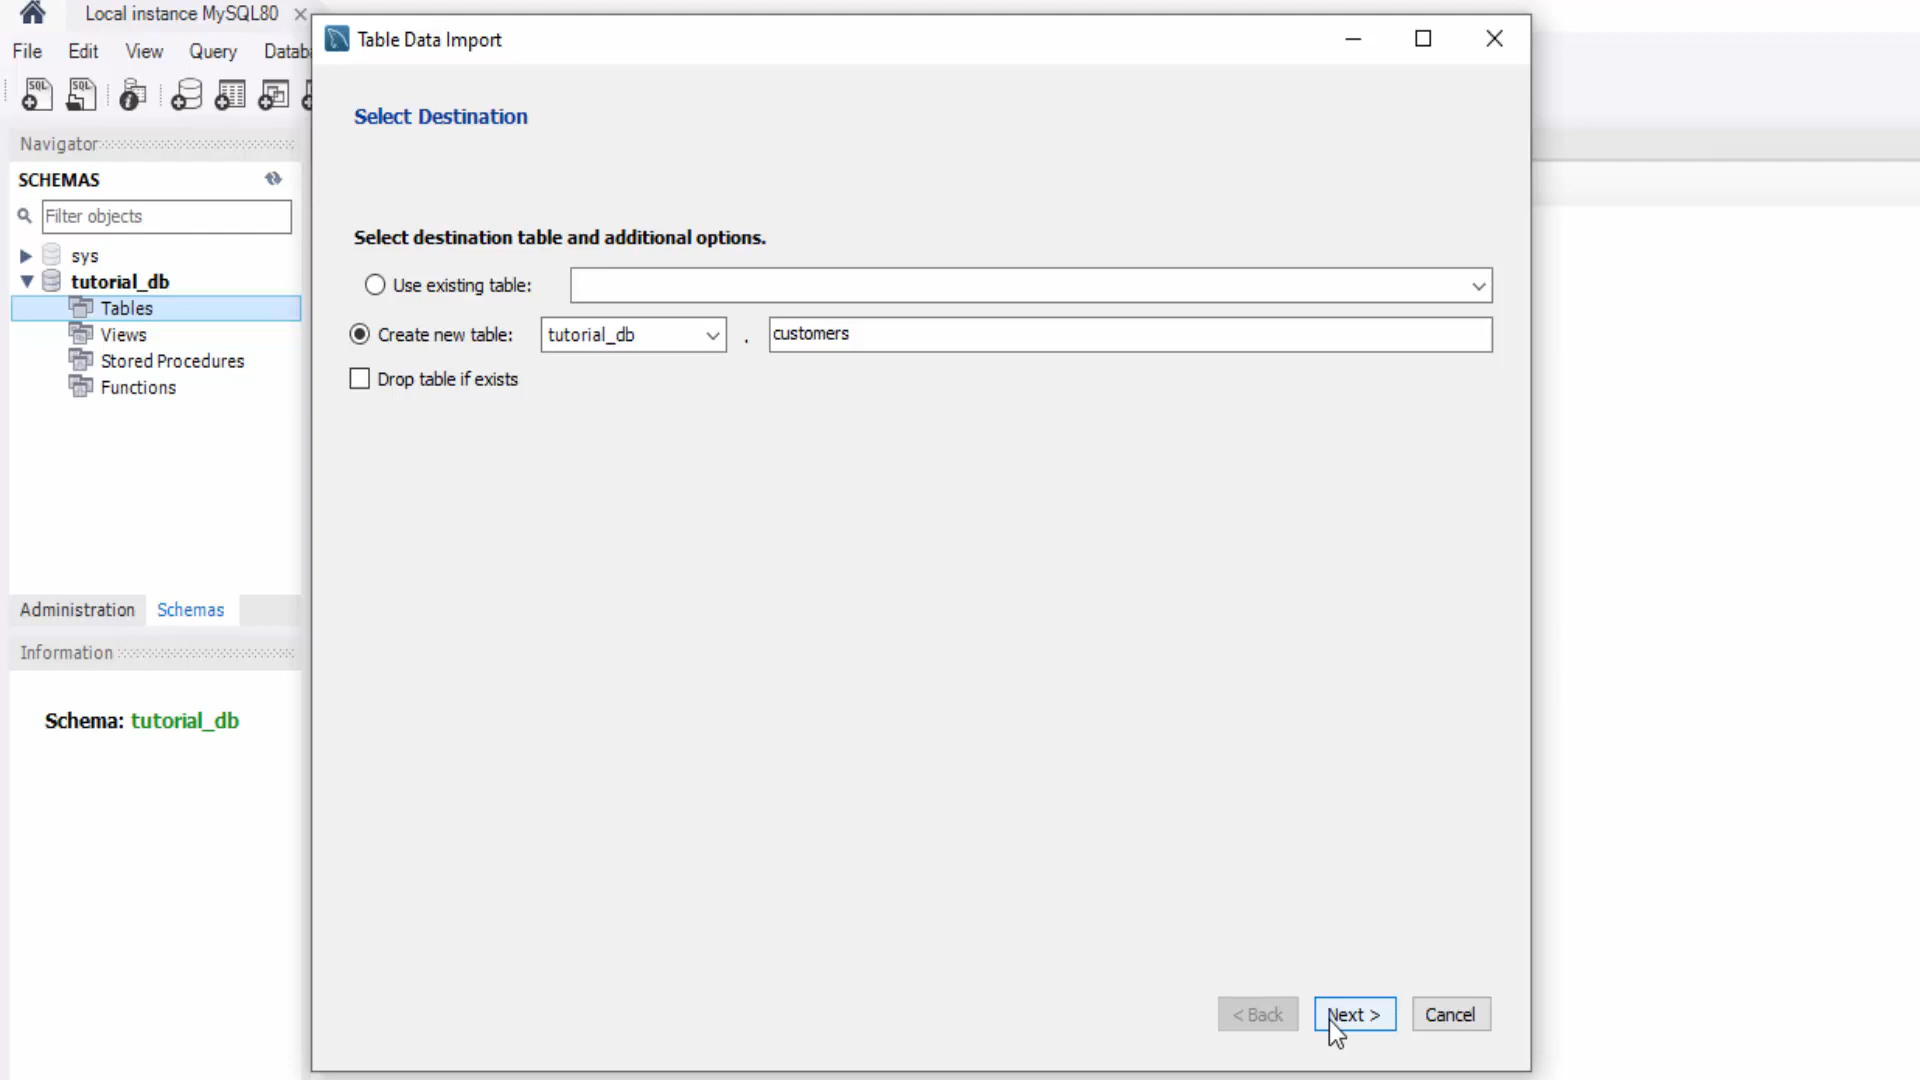 Local instance MySQL80
File Edit View Query Datab
SQL SQL
Navigator
SCHEMAS
Filter objects
sys
tutorial_db
Tables
Views
Stored Procedures
Functions
Administration Schemas
Information
Schema: tutorial_db
Table Data Import
Select Destination
Select destination table and additional options.
Use existing table:
Create new table: tutorial_db . customers
Drop table if exists
< Back Next > Cancel